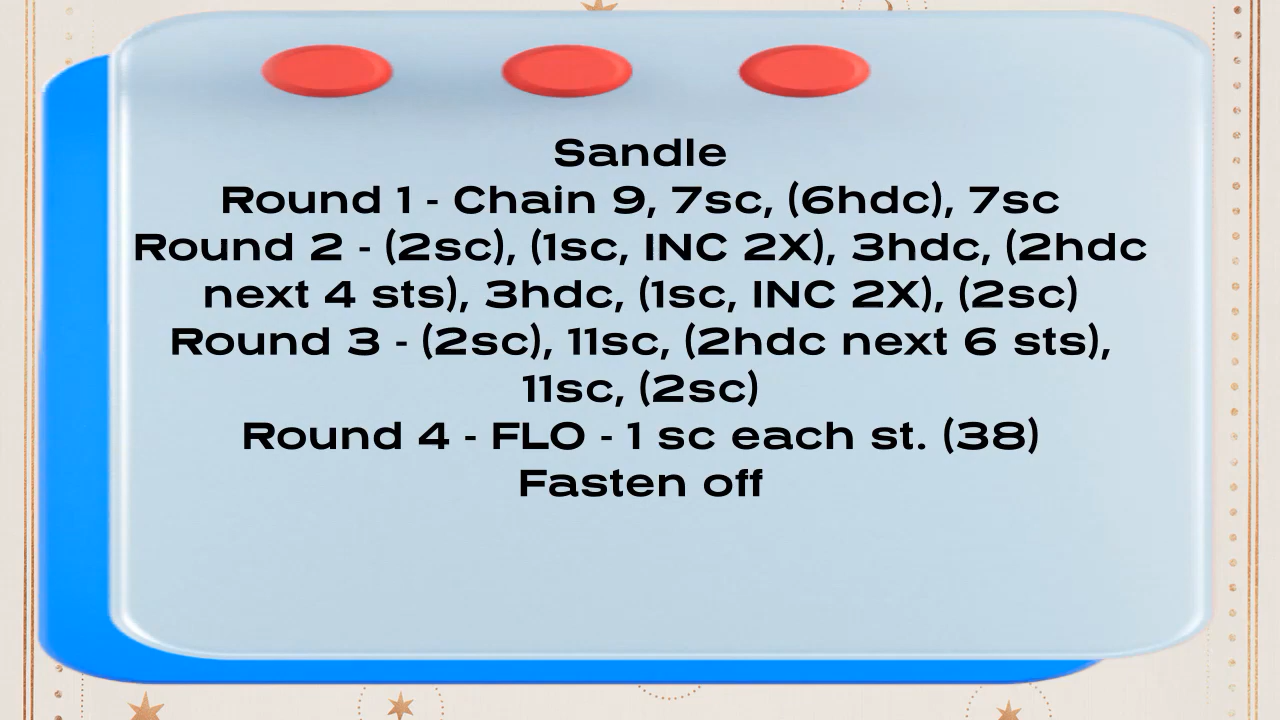 Sandle
Round 1 - Chain 9, 7sc, (6hdc), 7sc
Round 2 - (2sc), (1sc, INC 2X), 3hdc, (2hdc
next 4 sts), 3hdc, (1sc, INC 2X), (2sc)
Round 3 - (2sc), 11sc, (2hdc next 6 sts),
11sc, (2sc)
Round 4 - FLO - 1 sc each st. (38)
Fasten off